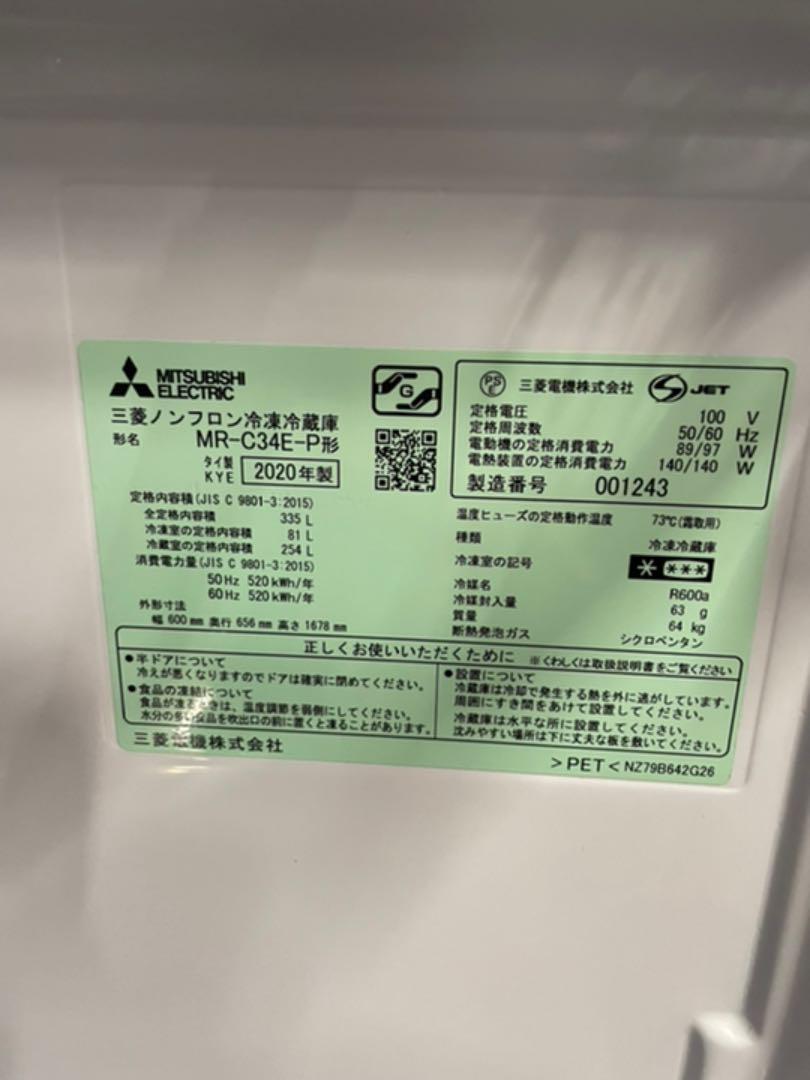 MITSUBISHI
ELECTRIC
三菱ノンフロン冷凍冷蔵庫
形名 MR-C34E-P形
タイ製
KYE 2020年製
G
定格内容積(JIS C 9801-3:2015)
全定格内容積 335 L
冷凍室の定格内容積 81 L
冷蔵室の定格内容積 254 L
消費電力量(JIS C 9801-3:2015)
50Hz 520kWh/年
60Hz 520kWh/年
外形寸法
幅 600mm 奥行 656mm 高さ 1678mm
PS E 三菱電機株式会社 S JET
定格電圧 100 V
定格周波数 50/60 Hz
電動機の定格消費電力 89/97 W
電熱装置の定格消費電力 140/140 W
製造番号 001243
温度ヒューズの定格動作温度 73℃(霜取用)
種類 冷凍冷蔵庫
冷凍室の記号 * ***
冷媒名 R600a
冷媒封入量 63 g
質量 64 kg
断熱発泡ガス シクロペンタン
正しくお使いいただくために ※くわしくは取扱説明書をご覧ください
●半ドアについて
冷えが悪くなりますのでドアは確実に閉めてください。
●食品の凍結について
食品が凍るときは、温度調節を弱側にしてください。
水分の多い食品を吹出口の前に置くと凍ることがあります。
●設置について
冷蔵庫は冷却で発生する熱を外に逃がしています。
周囲にすき間をあけて設置してください。
冷蔵庫は水平な所に設置してください。
沈みやすい場所は下に丈夫な板を敷いてください。
三菱電機株式会社
>PET< NZ79B642G26